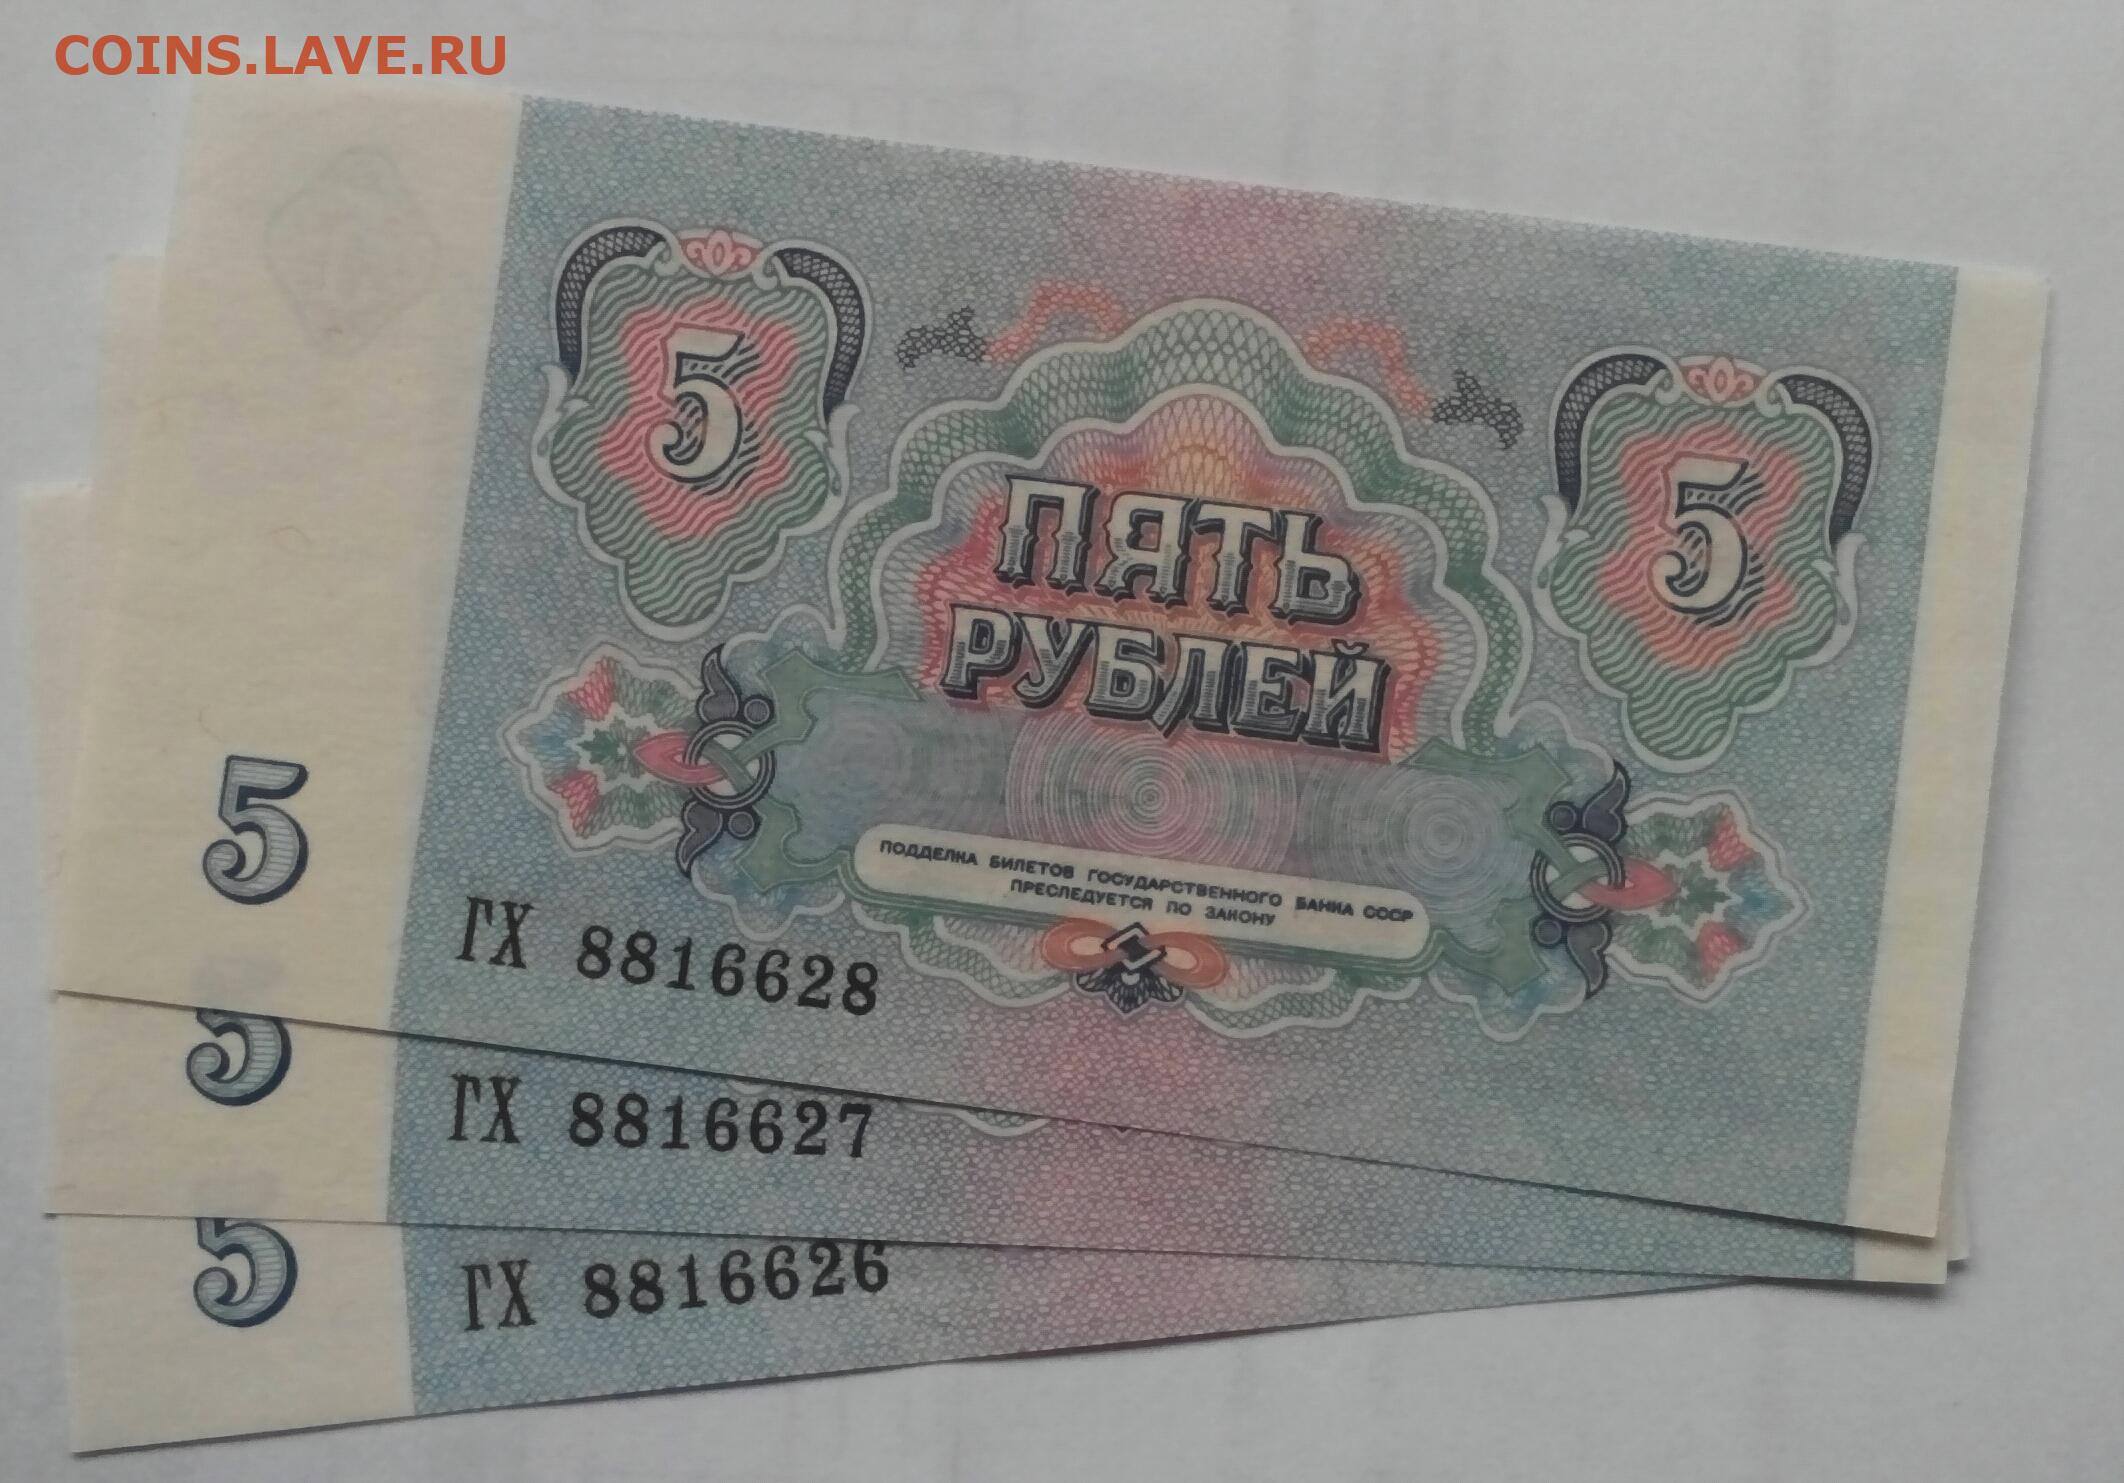 COINS.LAVE.RU
5
5
ПЯТЬ
РУБЛЕЙ
ПОДДЕЛКА БИЛЕТОВ ГОСУДАРСТВЕННОГО БАНКА СССР
ПРЕСЛЕДУЕТСЯ ПО ЗАКОНУ
5
ГХ 8816628
5
ГХ 8816627
5
ГХ 8816626